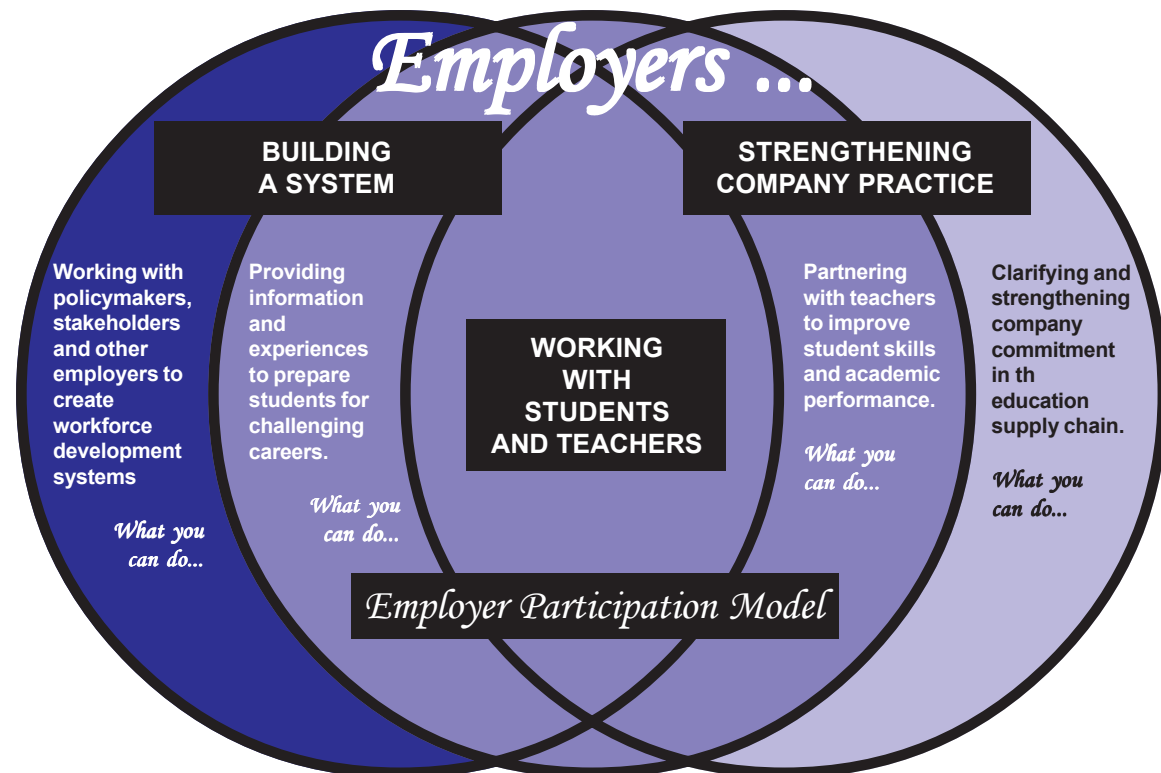 Employers ...
BUILDING
A SYSTEM
STRENGTHENING
COMPANY PRACTICE
Working with
policymakers,
stakeholders
and other
employers to
create
workforce
development
systems
What you
can do...
Providing
information
and
experiences
to prepare
students for
challenging
careers.
What you
can do...
WORKING
WITH
STUDENTS
AND TEACHERS
Partnering
with teachers
to improve
student skills
and academic
performance.
What you
can do...
Clarifying and
strengthening
company
commitment
in th
education
supply chain.
What you
can do...
Employer Participation Model